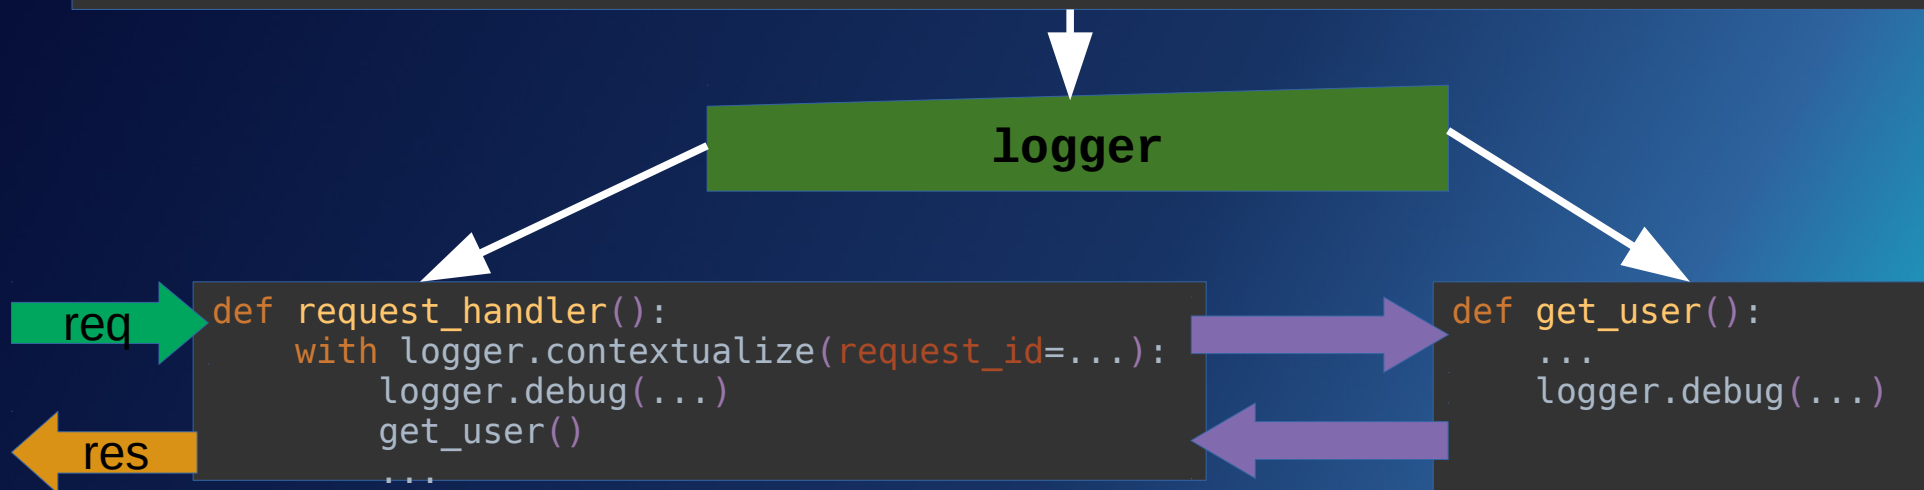 logger
req
def request_handler():
with logger.contextualize(request_id=...):
logger.debug(...)
get_user()
...
res
def get_user():
...
logger.debug(...)